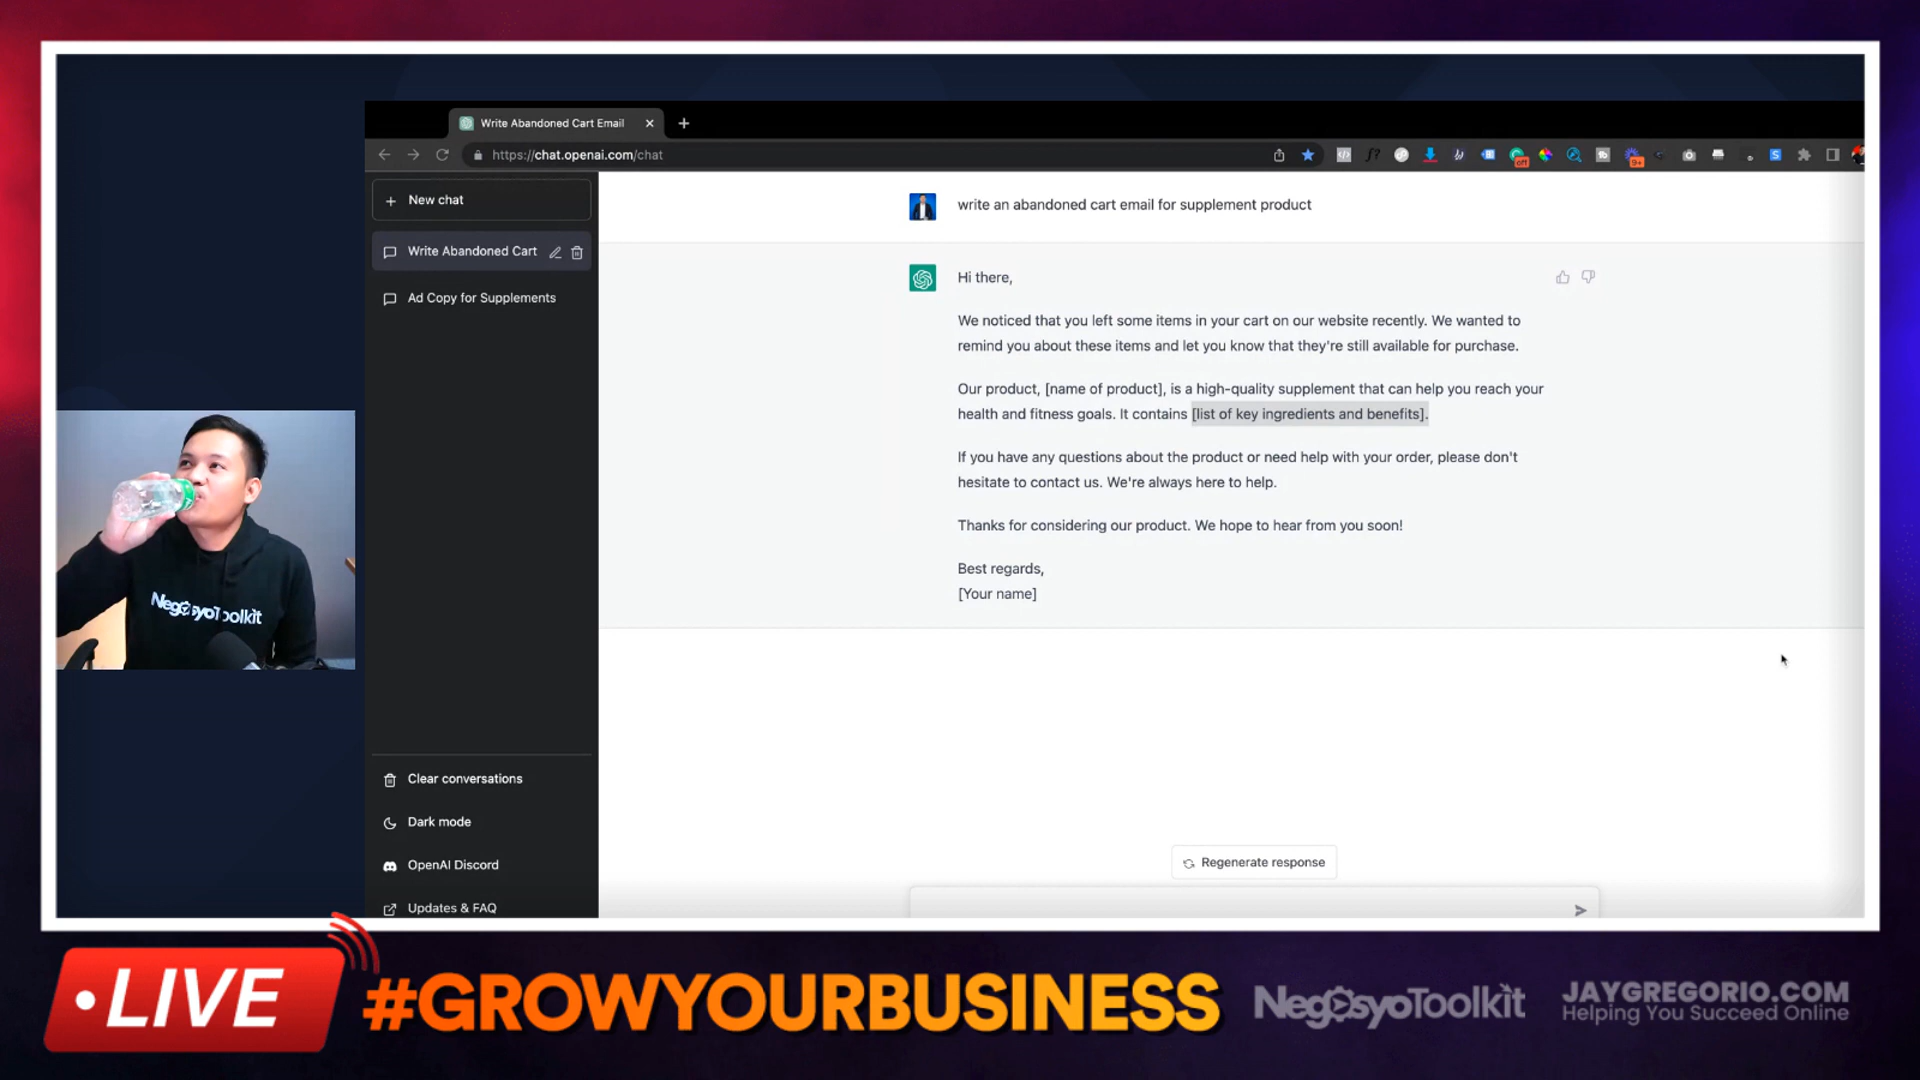 Write Abandoned Cart Email
https://chat.openai.com/chat
off
9+
S
New chat
Write Abandoned Cart
Ad Copy for Supplements
write an abandoned cart email for supplement product
Hi there,
We noticed that you left some items in your cart on our website recently. We wanted to
remind you about these items and let you know that they're still available for purchase.
Our product, [name of product], is a high-quality supplement that can help you reach your
health and fitness goals. It contains [list of key ingredients and benefits].
If you have any questions about the product or need help with your order, please don't
hesitate to contact us. We're always here to help.
Thanks for considering our product. We hope to hear from you soon!
Best regards,
[Your name]
NegosyoToolkit
Clear conversations
Dark mode
OpenAI Discord
Updates & FAQ
Regenerate response
LIVE
#GROWYOURBUSINESS
NegosyoToolkit
JAYGREGORIO.COM
Helping You Succeed Online